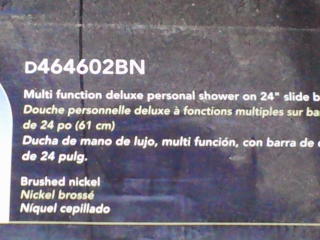 D464602BN
Multi function deluxe personal shower on 24" slide b
Douche personnelle deluxe à fonctions multiples sur ba
de 24 po (61 cm)
Ducha de mano de lujo, multi función, con barra de
de 24 pulg.
Brushed nickel
Nickel brossé
Níquel cepillado